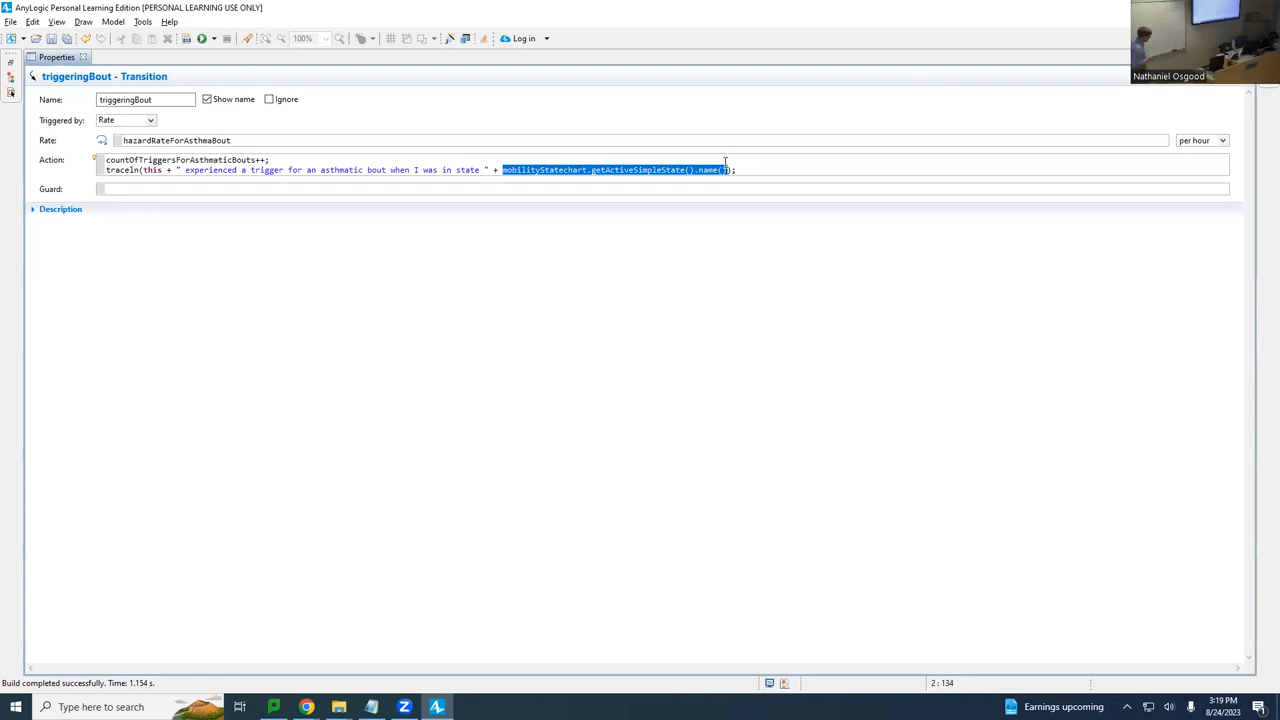 AnyLogic Personal Learning Edition [PERSONAL LEARNING USE ONLY]
File Edit View Draw Model Tools Help
100% Log in
Properties
triggeringBout - Transition
Name: triggeringBout Show name Ignore
Triggered by: Rate
Rate: hazardRateForAsthmaBout per hour
Action: countOfTriggersForAsthmaticBouts++;
traceln(this + " experienced a trigger for an asthmatic bout when I was in state " + mobilityStatechart.getActiveSimpleState().name());
Guard:
Description
Nathaniel Osgood
Build completed successfully. Time: 1.154 s.
2 : 134
Type here to search
Earnings upcoming
3:19 PM
8/24/2023
1